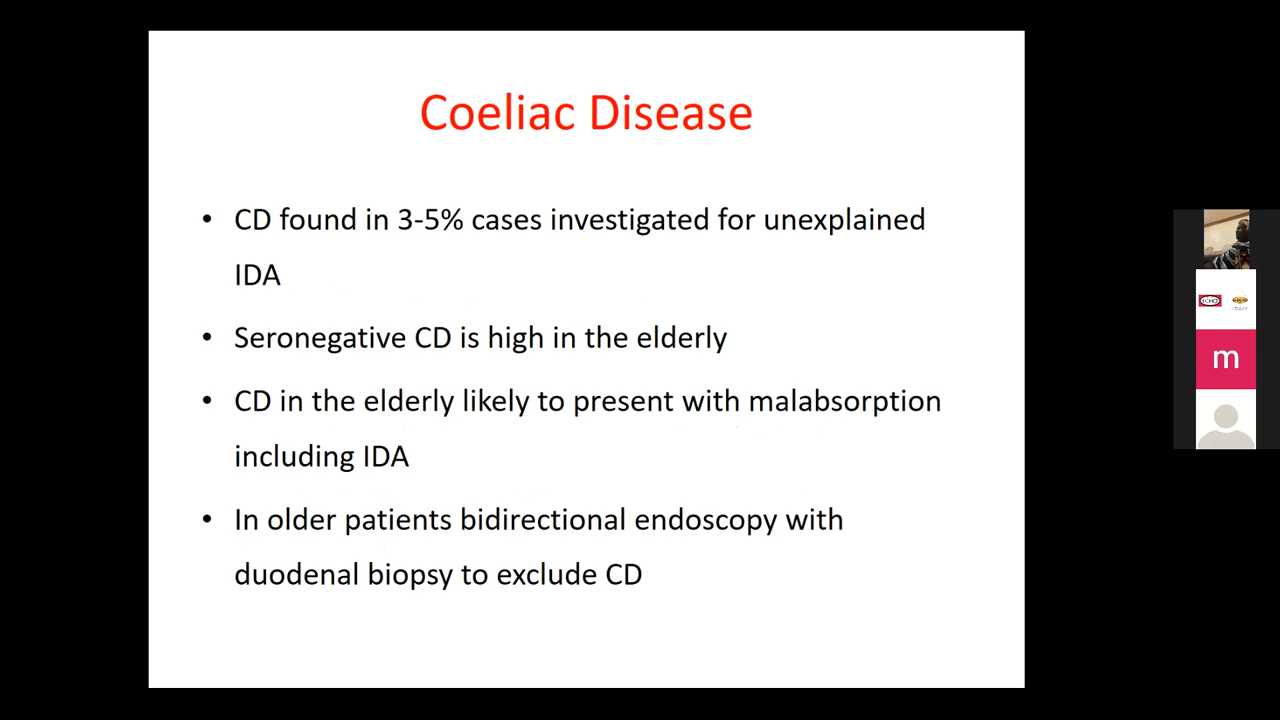 Coeliac Disease
• CD found in 3-5% cases investigated for unexplained
IDA
• Seronegative CD is high in the elderly
• CD in the elderly likely to present with malabsorption
including IDA
• In older patients bidirectional endoscopy with
duodenal biopsy to exclude CD
m